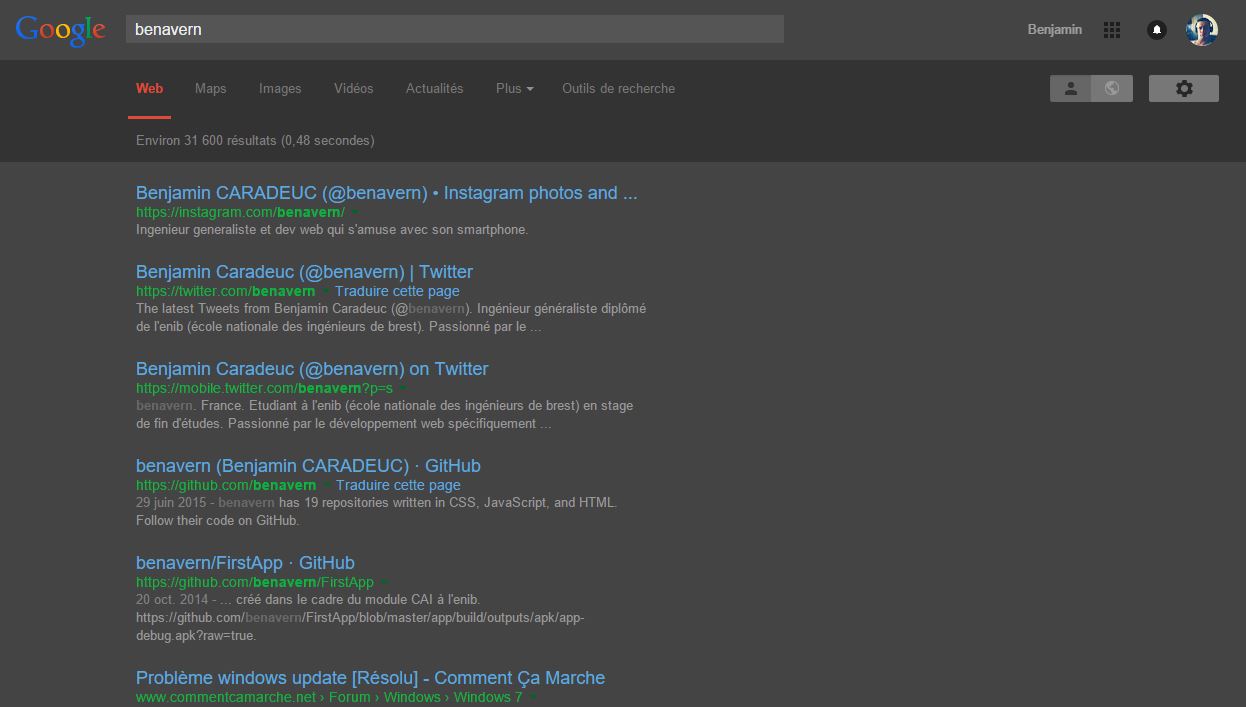 Google
benavern
Benjamin
Web Maps Images Vidéos Actualités Plus Outils de recherche
Environ 31 600 résultats (0,48 secondes)
Benjamin CARADEUC (@benavern) • Instagram photos and ...
https://instagram.com/benavern/
Ingenieur generaliste et dev web qui s'amuse avec son smartphone.
Benjamin Caradeuc (@benavern) | Twitter
https://twitter.com/benavern Traduire cette page
The latest Tweets from Benjamin Caradeuc (@benavern). Ingénieur généraliste diplômé
de l'enib (école nationale des ingénieurs de brest). Passionné par le ...
Benjamin Caradeuc (@benavern) on Twitter
https://mobile.twitter.com/benavern?p=s
benavern. France. Etudiant à l'enib (école nationale des ingénieurs de brest) en stage
de fin d'études. Passionné par le développement web spécifiquement ...
benavern (Benjamin CARADEUC) · GitHub
https://github.com/benavern Traduire cette page
29 juin 2015 - benavern has 19 repositories written in CSS, JavaScript, and HTML.
Follow their code on GitHub.
benavern/FirstApp · GitHub
https://github.com/benavern/FirstApp
20 oct. 2014 - ... créé dans le cadre du module CAI à l'enib.
https://github.com/benavern/FirstApp/blob/master/app/build/outputs/apk/app-
debug.apk?raw=true.
Problème windows update [Résolu] - Comment Ça Marche
www.commentcamarche.net › Forum › Windows › Windows 7